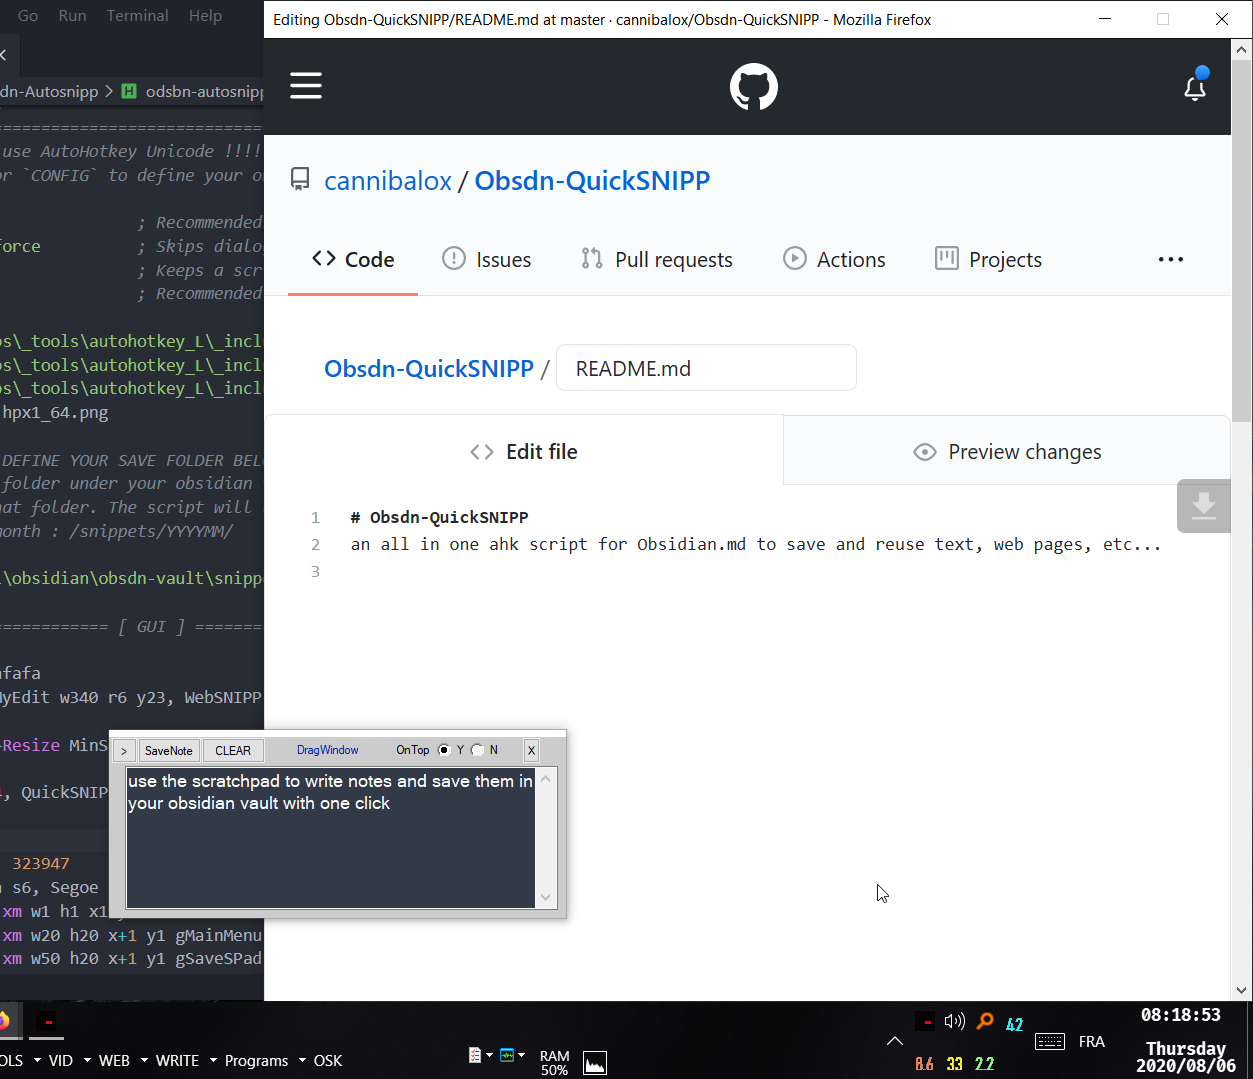 Go Run Terminal Help
Editing Obsdn-QuickSNIPP/README.md at master · cannibalox/Obsdn-QuickSNIPP - Mozilla Firefox
dn-Autosnipp > H odsbn-autosnipp
============================
use AutoHotkey Unicode !!!!
or `CONFIG` to define your o
; Recommended
force ; Skips dialo
; Keeps a scr
; Recommended
os\_tools\autohotkey_L\_incl
os\_tools\autohotkey_L\_incl
os\_tools\autohotkey_L\_incl
hpx1_64.png
DEFINE YOUR SAVE FOLDER BEL
folder under your obsidian
hat folder. The script will
month : /snippets/YYYYMM/
\obsidian\obsdn-vault\snippe
============ [ GUI ] =======
afafa
MyEdit w340 r6 y23, WebSNIPP
-Resize MinS
, QuickSNIP
323947
s6, Segoe
xm w1 h1 x1
xm w20 h20 x+1 y1 gMainMenu
xm w50 h20 x+1 y1 gSaveSPad
cannibalox / Obsdn-QuickSNIPP
Code Issues Pull requests Actions Projects
Obsdn-QuickSNIPP / README.md
Edit file Preview changes
1 # Obsdn-QuickSNIPP
2 an all in one ahk script for Obsidian.md to save and reuse text, web pages, etc...
3
> SaveNote CLEAR DragWindow OnTop Y N X
use the scratchpad to write notes and save them in
your obsidian vault with one click
OLS VID WEB WRITE Programs OSK
RAM
50%
42
8.6 33 2.2
FRA
08:18:53
Thursday
2020/08/06